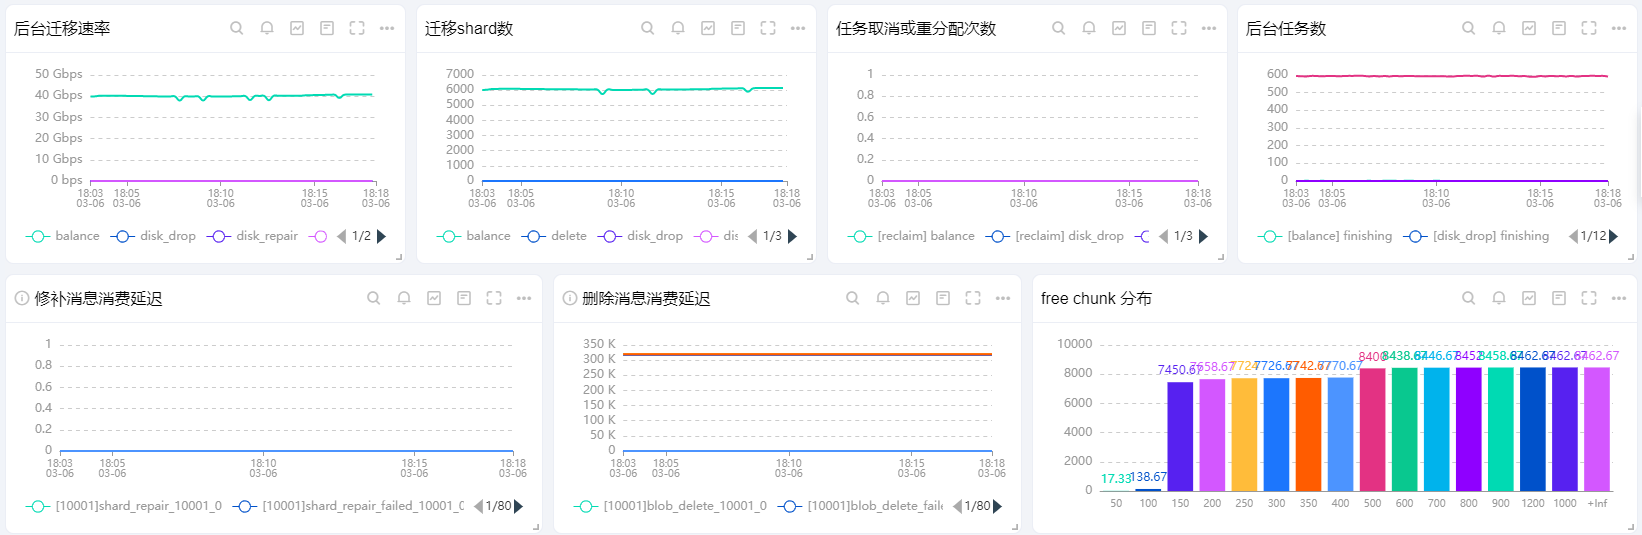 后台迁移速率
50 Gbps
40 Gbps
30 Gbps
20 Gbps
10 Gbps
0 bps
18:03 18:05 18:10 18:15 18:18
03-06 03-06 03-06 03-06 03-06
balance disk_drop disk_repair 1/2
迁移shard数
7000
6000
5000
4000
3000
2000
1000
0
18:03 18:05 18:10 18:15 18:18
03-06 03-06 03-06 03-06 03-06
balance delete disk_drop dis 1/3
任务取消或重分配次数
1
0.8
0.6
0.4
0.2
0
18:03 18:05 18:10 18:15 18:18
03-06 03-06 03-06 03-06 03-06
[reclaim] balance [reclaim] disk_drop 1/3
后台任务数
600
500
400
300
200
100
0
18:03 18:05 18:10 18:15 18:18
03-06 03-06 03-06 03-06 03-06
[balance] finishing [disk_drop] finishing 1/12
修补消息消费延迟
1
0.8
0.6
0.4
0.2
0
18:03 18:05 18:10 18:15 18:18
03-06 03-06 03-06 03-06 03-06
[10001]shard_repair_10001_0 [10001]shard_repair_failed_10001_0 1/80
删除消息消费延迟
350 K
300 K
250 K
200 K
150 K
100 K
50 K
0
18:03 18:05 18:10 18:15 18:18
03-06 03-06 03-06 03-06 03-06
[10001]blob_delete_10001_0 [10001]blob_delete_faile 1/80
free chunk 分布
10000
8000
6000
4000
2000
0
17.33 138.67 7450.67 7658.67 7724 7726.67 7742.67 7770.67 8400 8438.67 8446.67 8452 8458.67 8462.67 8462.67 8462.67
50 100 150 200 250 300 350 400 500 600 700 800 900 1200 1000 +Inf